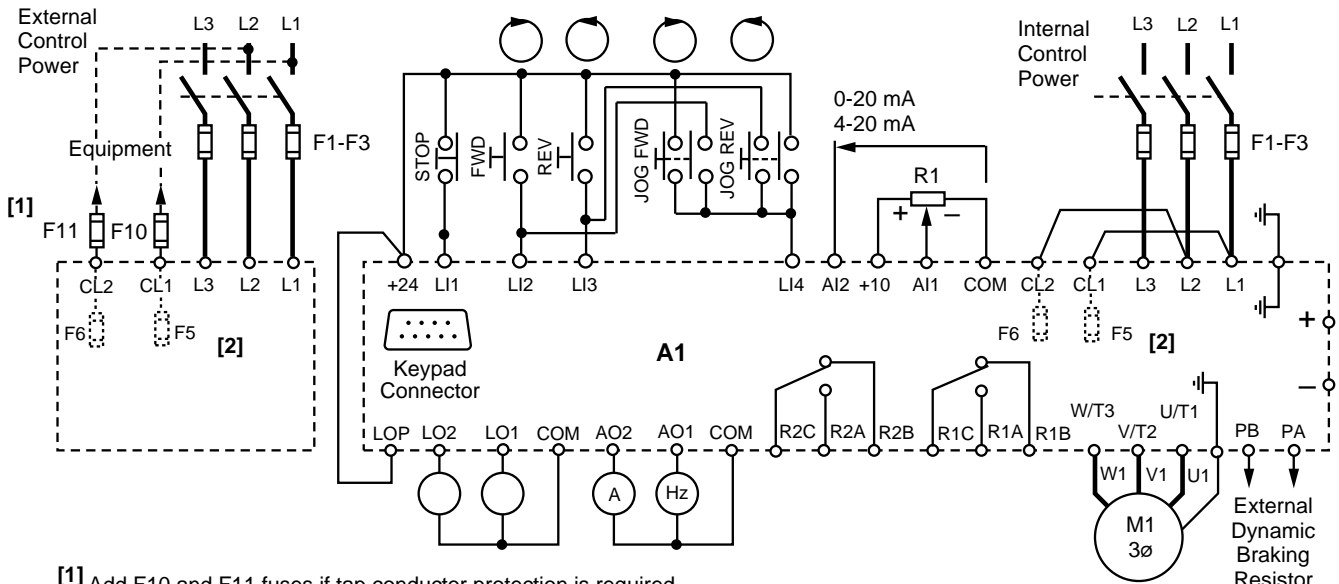 External Control Power
L3 L2 L1
Equipment
F1-F3
[1]
F11 F10
CL2 CL1 L3 L2 L1
F6 F5
[2]
STOP
FWD
REV
JOG FWD
JOG REV
0-20 mA
4-20 mA
R1
+ –
Internal Control Power
L3 L2 L1
F1-F3
+24 LI1 LI2 LI3 LI4 AI2 +10 AI1 COM CL2 CL1 L3 L2 L1
F6 F5
[2]
+
–
Keypad Connector
A1
LOP LO2 LO1 COM AO2 AO1 COM R2C R2A R2B R1C R1A R1B
W/T3 V/T2 U/T1 PB PA
A Hz
W1 V1 U1
M1
3ø
External Dynamic Braking Resistor
[1] Add F10 and F11 fuses if tap conductor protection is required